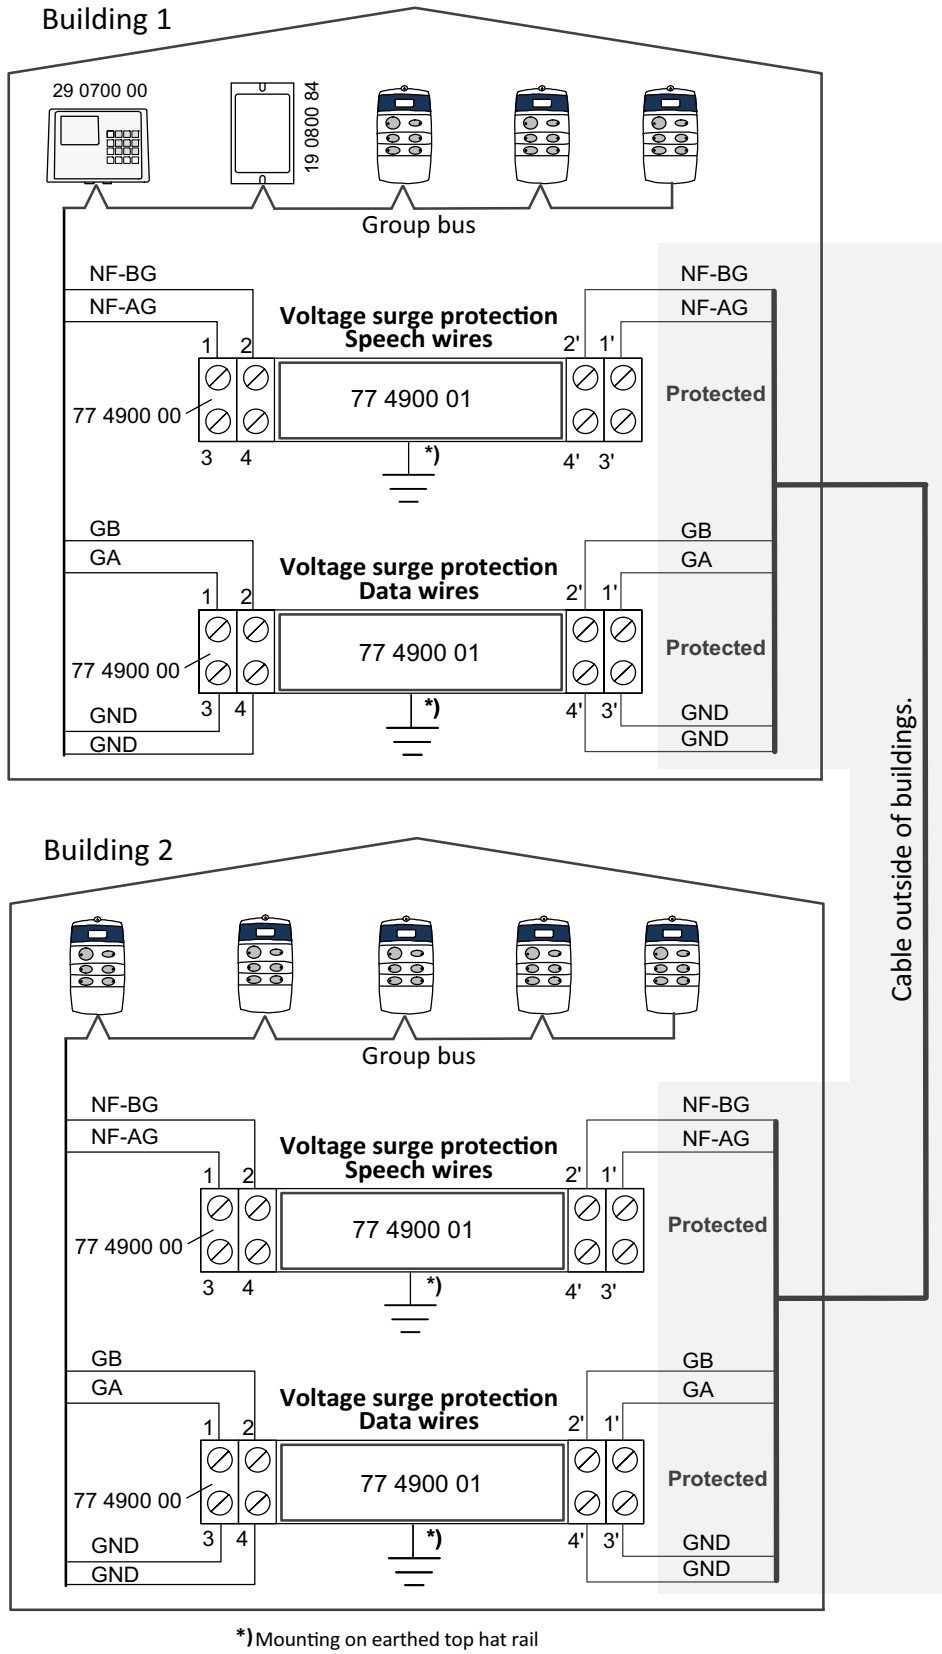 Building 1
29 0700 00
19 0800 84
Group bus
NF-BG
NF-BG
NF-AG
NF-AG
Voltage surge protection
Speech wires
1 2 2' 1'
77 4900 01
Protected
77 4900 00
3 4 *) 4' 3'
GB
GB
GA
GA
Voltage surge protection
Data wires
1 2 2' 1'
77 4900 01
Protected
77 4900 00
3 4 *) 4' 3'
GND
GND
GND
GND
Cable outside of buildings.
Building 2
Group bus
NF-BG
NF-BG
NF-AG
NF-AG
Voltage surge protection
Speech wires
1 2 2' 1'
77 4900 01
Protected
77 4900 00
3 4 *) 4' 3'
GB
GB
GA
GA
Voltage surge protection
Data wires
1 2 2' 1'
77 4900 01
Protected
77 4900 00
3 4 *) 4' 3'
GND
GND
GND
GND
*) Mounting on earthed top hat rail